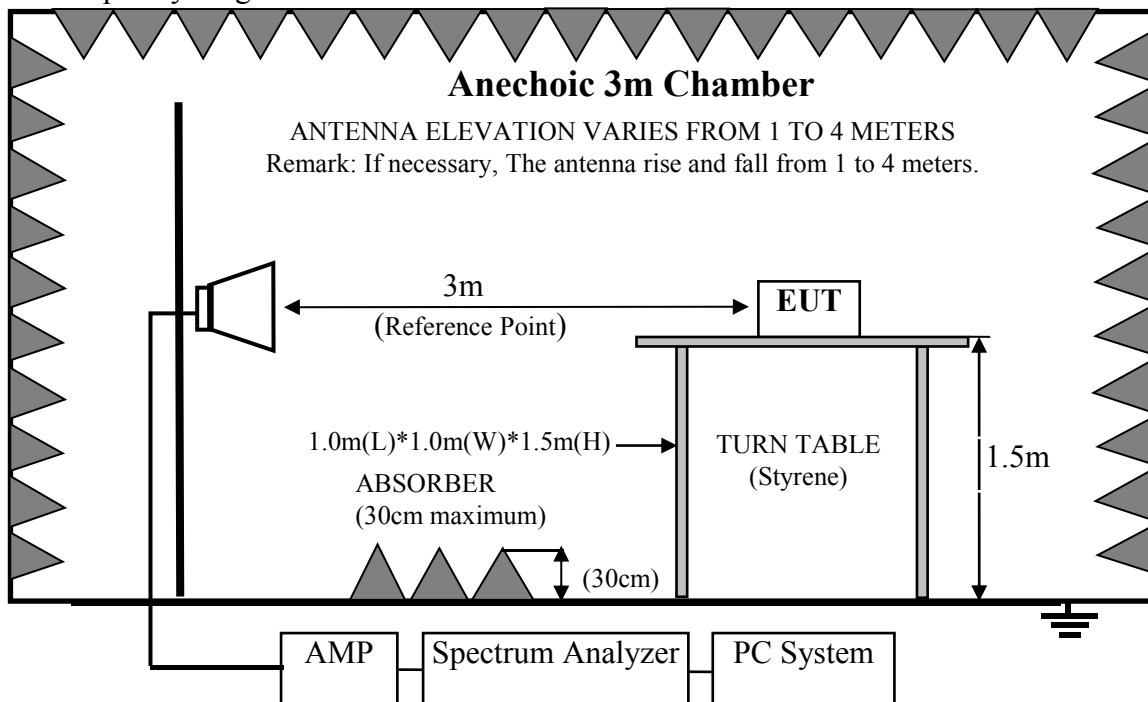 Anechoic 3m Chamber
ANTENNA ELEVATION VARIES FROM 1 TO 4 METERS
Remark: If necessary, The antenna rise and fall from 1 to 4 meters.
3m
(Reference Point)
EUT
1.0m(L)*1.0m(W)*1.5m(H)
TURN TABLE
(Styrene)
1.5m
ABSORBER
(30cm maximum)
(30cm)
AMP
Spectrum Analyzer
PC System